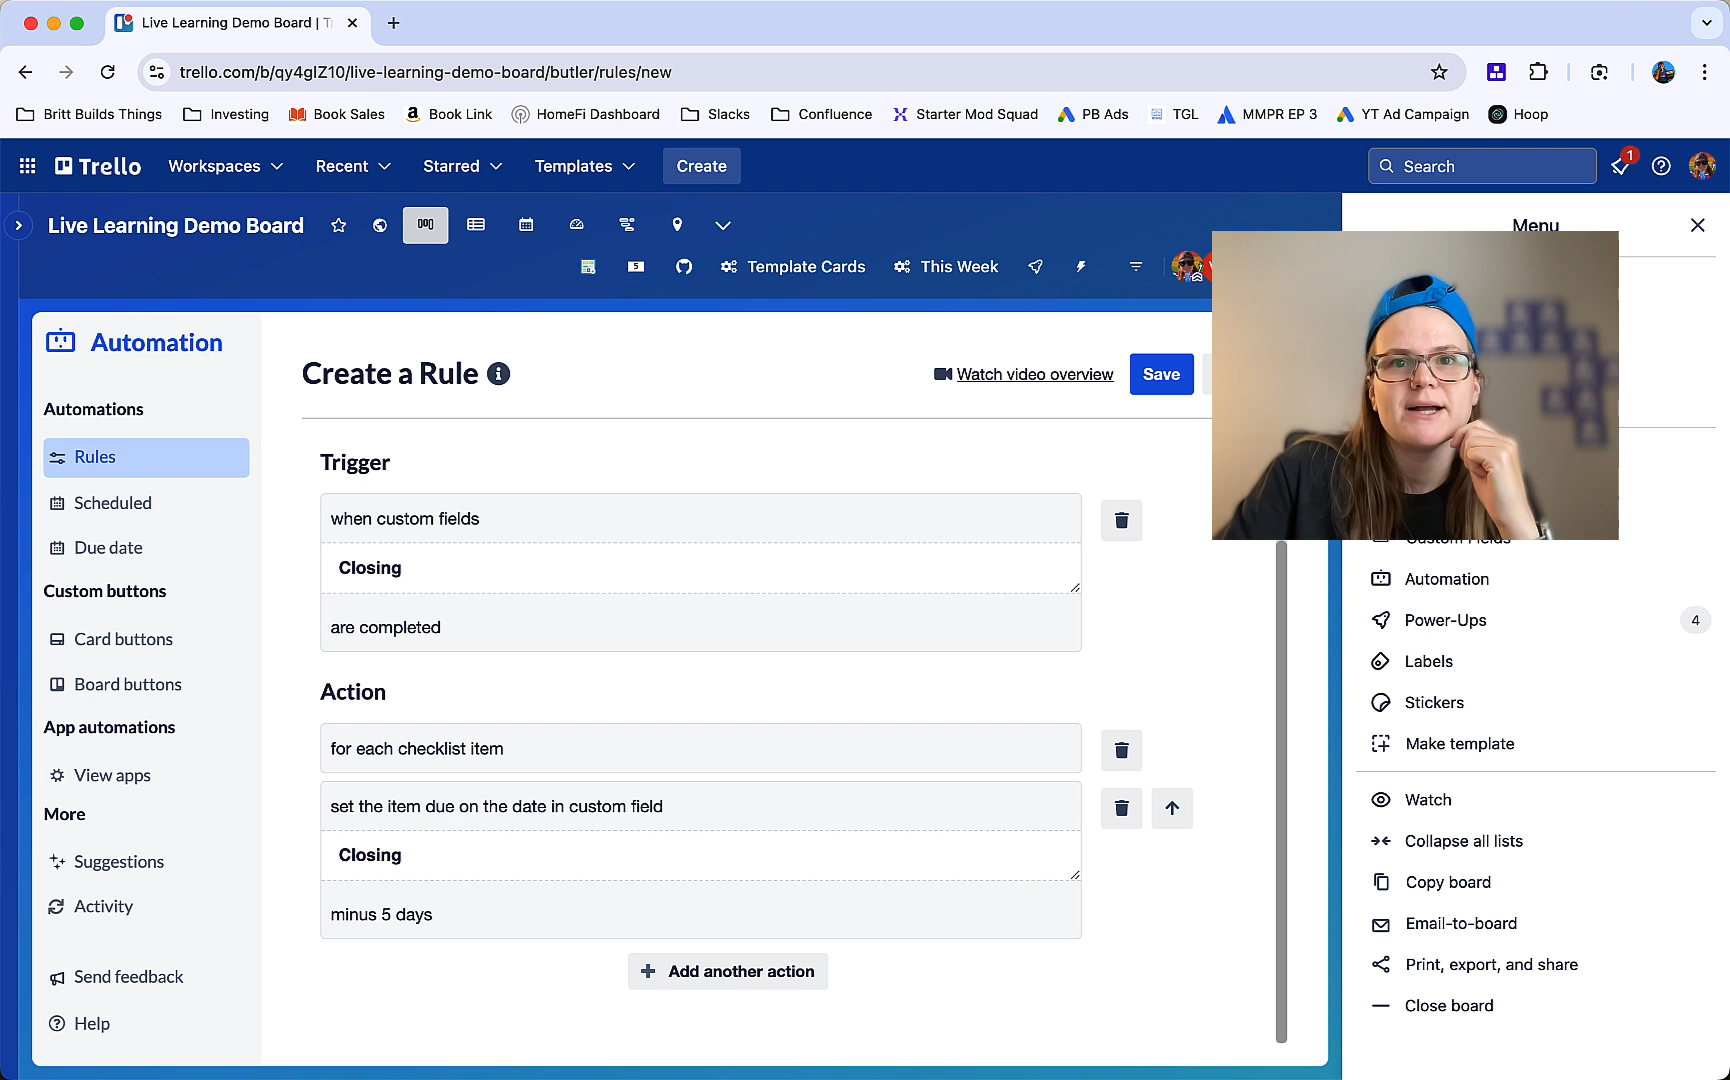 Live Learning Demo Board | Tr
trello.com/b/qy4gIZ10/live-learning-demo-board/butler/rules/new
Britt Builds Things
Investing
Book Sales
Book Link
HomeFi Dashboard
Slacks
Confluence
Starter Mod Squad
PB Ads
TGL
MMPR EP 3
YT Ad Campaign
Hoop
Trello
Workspaces
Recent
Starred
Templates
Create
Search
1
Live Learning Demo Board
5
Template Cards
This Week
Menu
Automation
Automations
Rules
Scheduled
Due date
Custom buttons
Card buttons
Board buttons
App automations
View apps
More
Suggestions
Activity
Send feedback
Help
Create a Rule
Watch video overview
Save
Trigger
when custom fields
Closing
are completed
Action
for each checklist item
set the item due on the date in custom field
Closing
minus 5 days
Add another action
Custom Fields
Automation
Power-Ups
4
Labels
Stickers
Make template
Watch
Collapse all lists
Copy board
Email-to-board
Print, export, and share
Close board